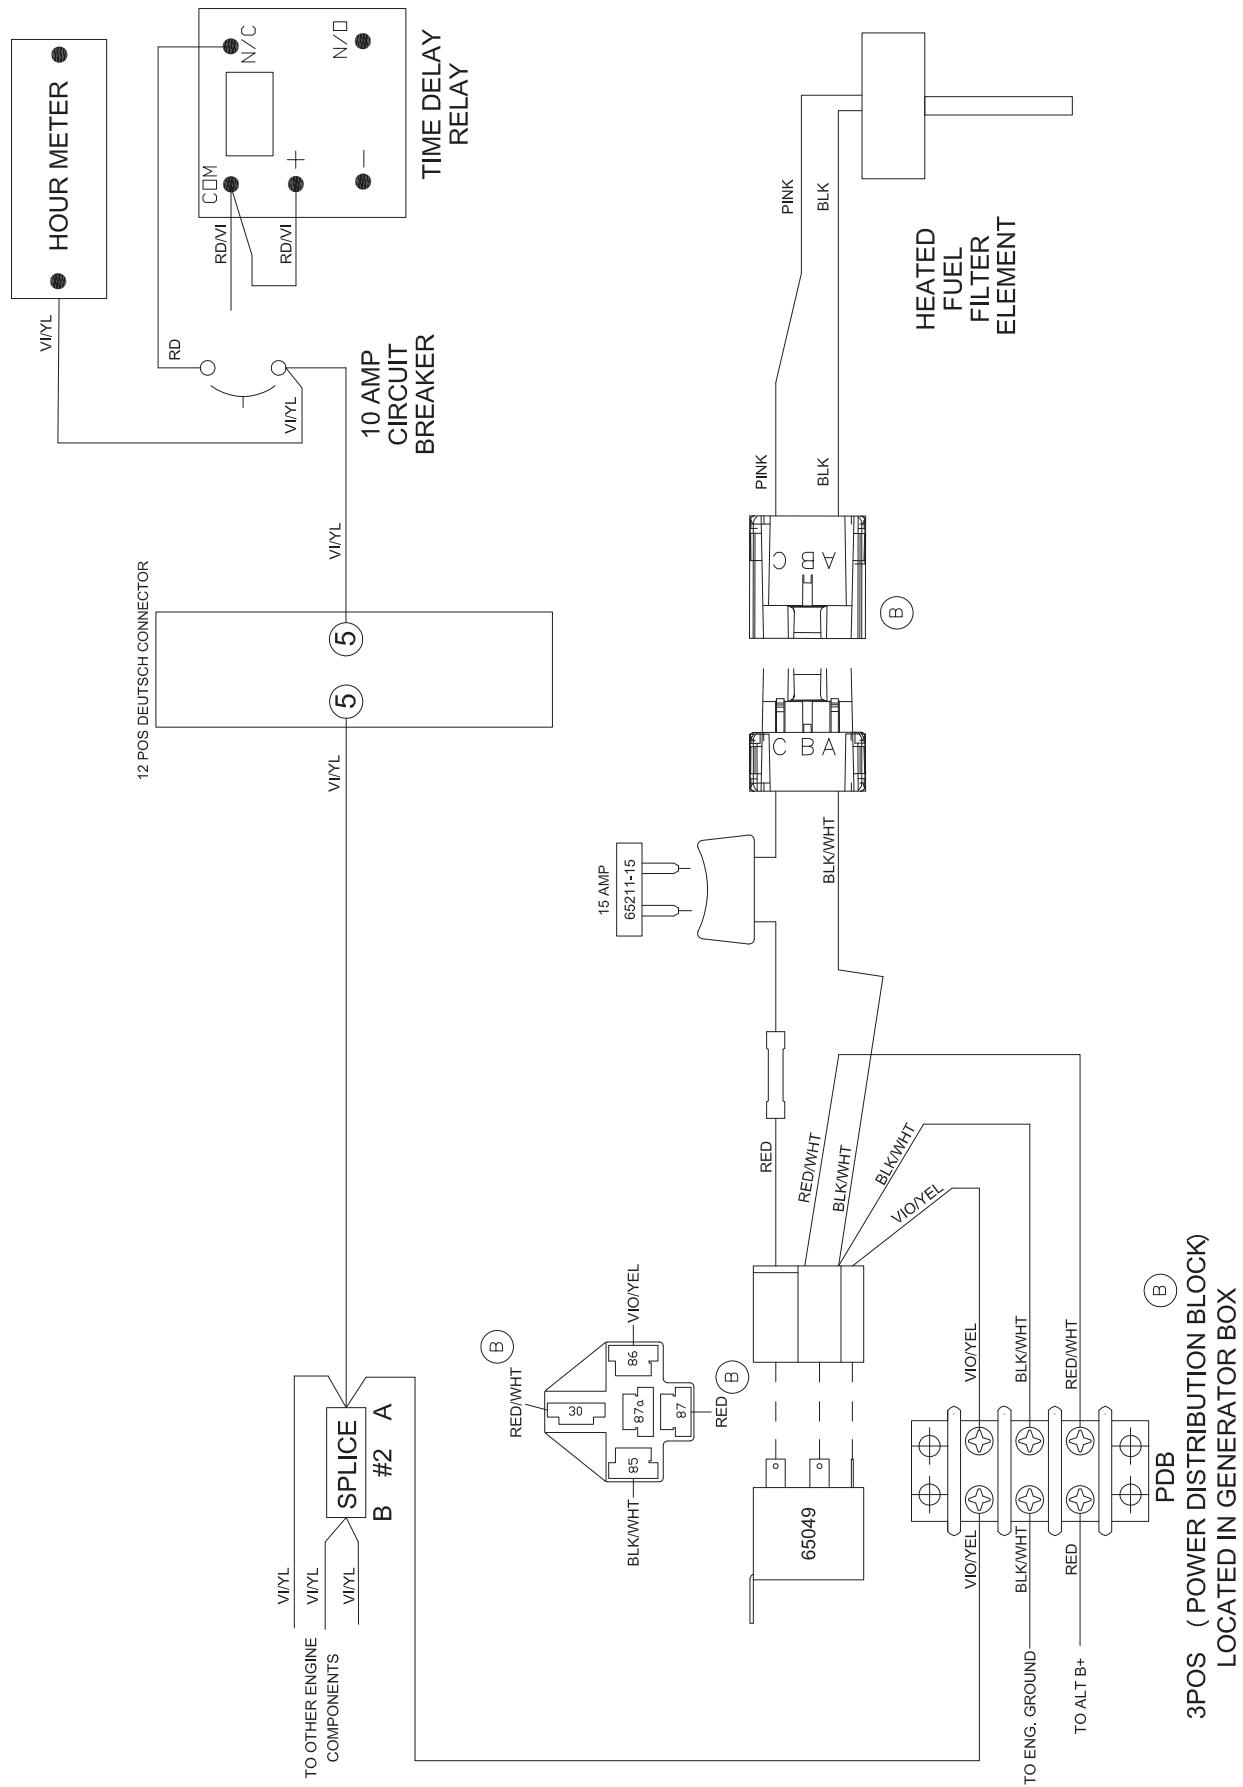 HOUR METER
VI/YL
N/C
N/O
COM
+
—
RD/VI
RD/VI
TIME DELAY
RELAY
RD
VI/YL
10 AMP
CIRCUIT
BREAKER
VI/YL
12 POS DEUTSCH CONNECTOR
5
5
VI/YL
SPLICE
B #2 A
VI/YL
VI/YL
VI/YL
TO OTHER ENGINE
COMPONENTS
HEATED
FUEL
FILTER
ELEMENT
PINK
BLK
PINK
BLK
C B A
B
C B A
15 AMP
65211-15
BLK/WHT
RED
RED/WHT
BLK/WHT
BLK/WHT
VIO/YEL
B
RED/WHT
VIO/YEL
30
86
87a
87
85
RED
BLK/WHT
B
65049
VIO/YEL
BLK/WHT
RED/WHT
VIO/YEL
BLK/WHT
RED
TO ENG. GROUND
TO ALT B+
PDB
B
3POS ( POWER DISTRIBUTION BLOCK)
LOCATED IN GENERATOR BOX